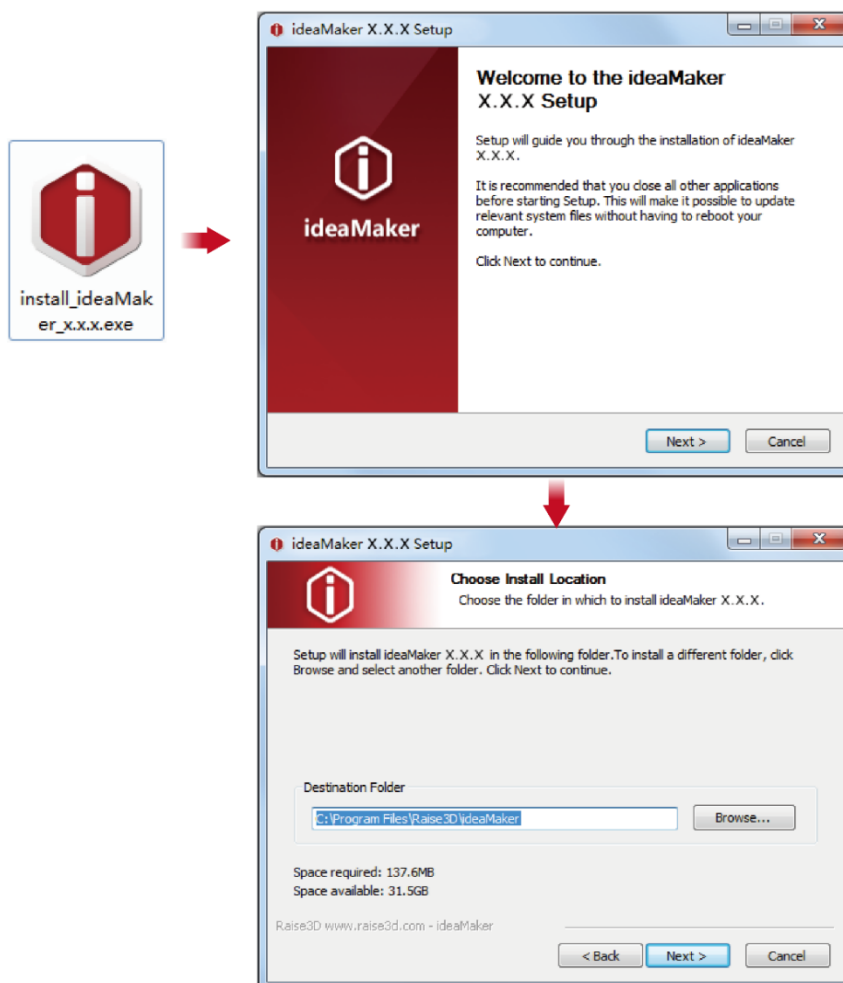 ideaMaker X.X.X Setup
Welcome to the ideaMaker
X.X.X Setup
Setup will guide you through the installation of ideaMaker
X.X.X.
It is recommended that you close all other applications
before starting Setup. This will make it possible to update
relevant system files without having to reboot your
computer.
Click Next to continue.
ideaMaker
Next >
Cancel
install_ideaMak
er_x.x.x.exe
ideaMaker X.X.X Setup
Choose Install Location
Choose the folder in which to install ideaMaker X.X.X.
Setup will install ideaMaker X.X.X in the following folder.To install a different folder, click
Browse and select another folder. Click Next to continue.
Destination Folder
C:\Program Files\Raise3D\ideaMaker
Browse...
Space required: 137.6MB
Space available: 31.5GB
Raise3D www.raise3d.com - ideaMaker
< Back
Next >
Cancel